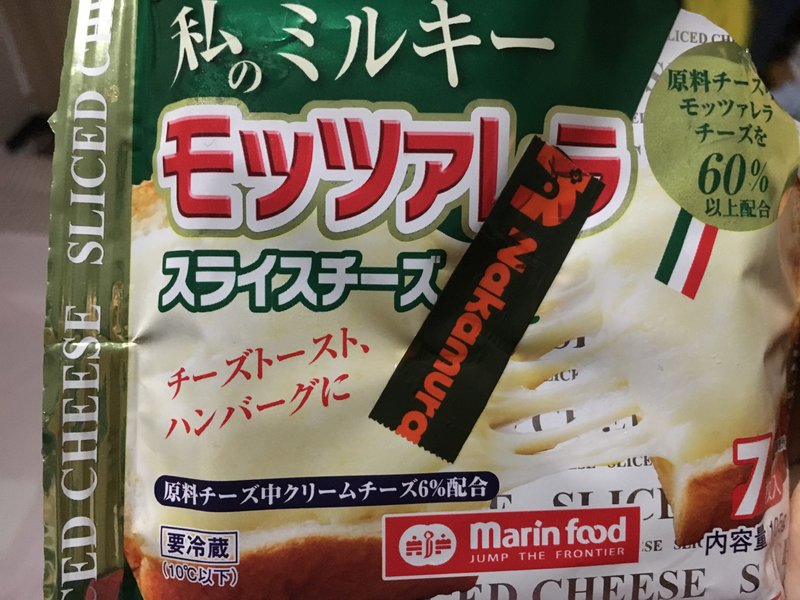 私のミルキー
モッツァレラ
スライスチーズ
原料チーズ
モッツァレラ
チーズを
60%
以上配合
Nakamura
チーズトースト、
ハンバーグに
原料チーズ中クリームチーズ6%配合
要冷蔵
(10℃以下)
marin food
JUMP THE FRONTIER
7
内容量
SLICED CHEESE
SLICED CHEESE